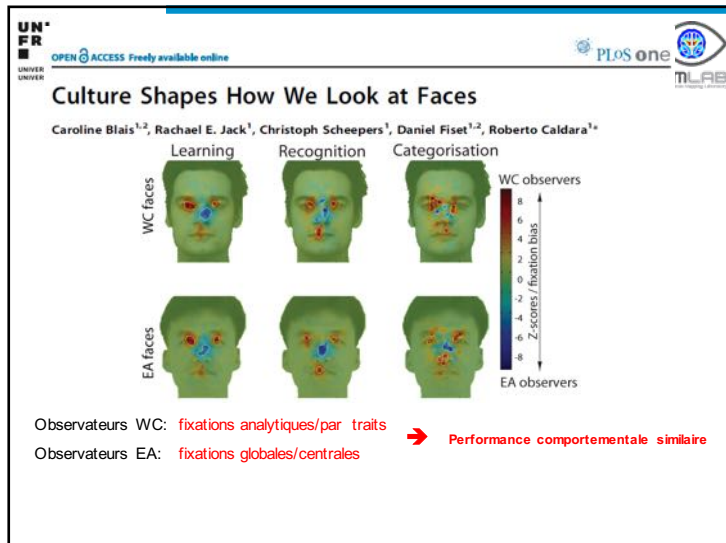 UN
FR
UNIVER
UNIVER
OPEN ACCESS Freely available online
PLoS one
MLAB
Culture Shapes How We Look at Faces
Caroline Blais1,2, Rachael E. Jack1, Christoph Scheepers1, Daniel Fiset1,2, Roberto Caldara1*
Learning Recognition Categorisation
WC faces
EA faces
WC observers
8
6
4
2
0
-2
-4
-6
-8
Z-scores / fixation bias
EA observers
Observateurs WC: fixations analytiques/par traits
Observateurs EA: fixations globales/centrales
➔ Performance comportementale similaire